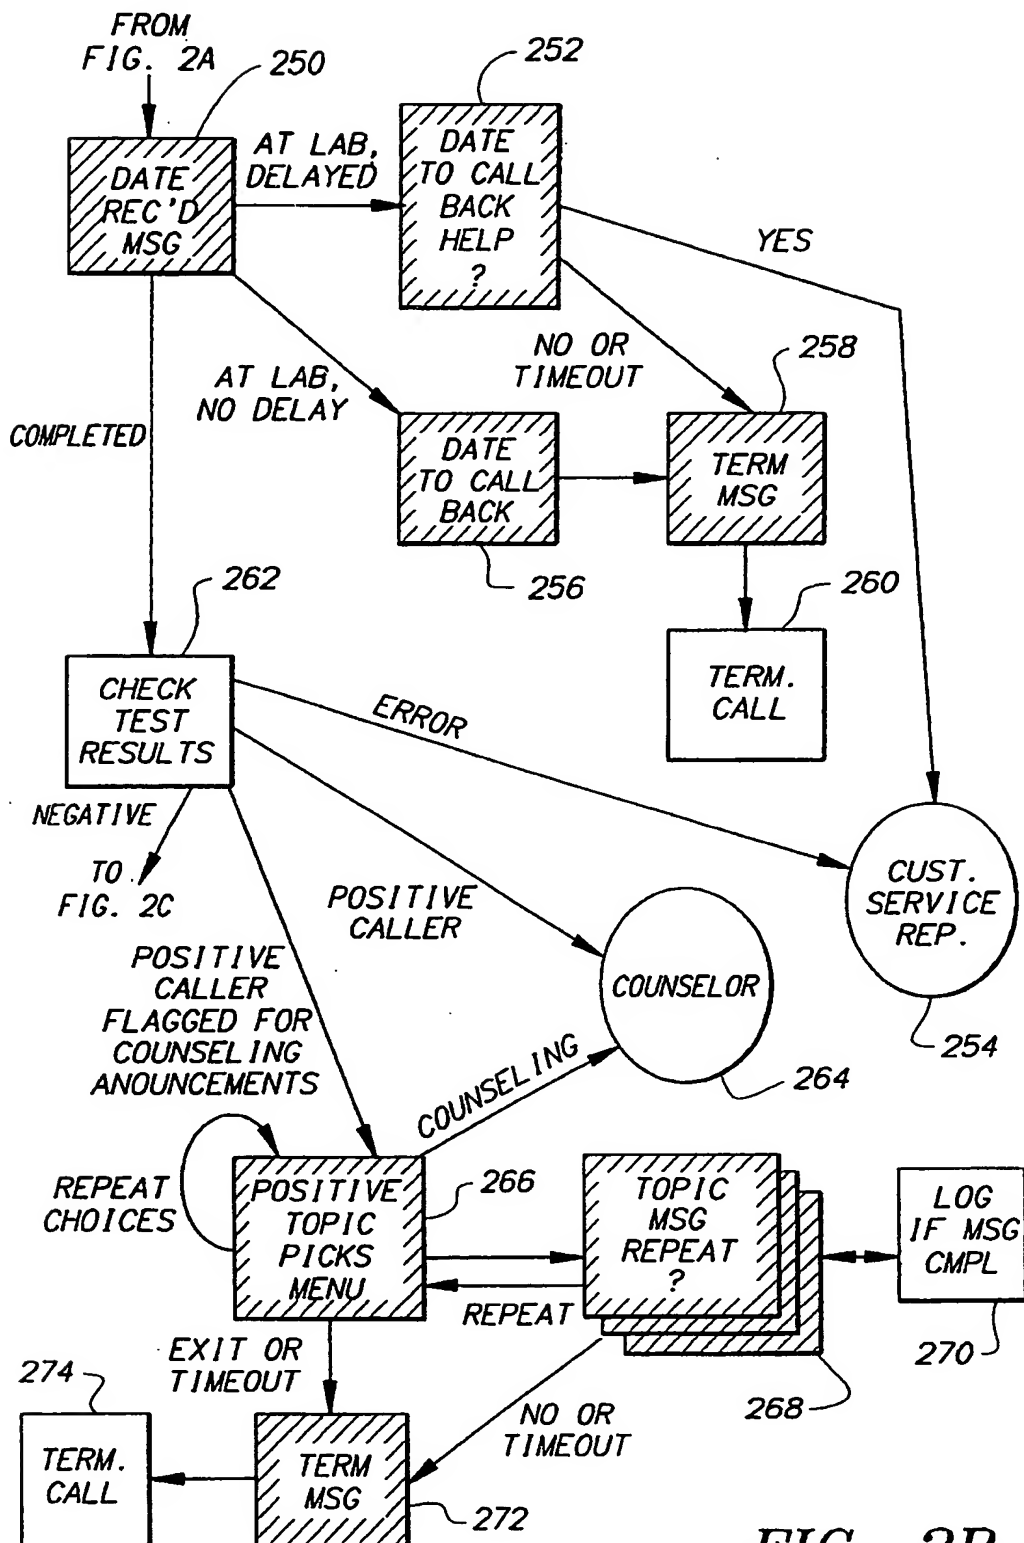 FROM
FIG. 2A
250
252
DATE
REC'D
MSG
AT LAB,
DELAYED
DATE
TO CALL
BACK
HELP
?
YES
NO OR
TIMEOUT
258
AT LAB,
NO DELAY
COMPLETED
DATE
TO CALL
BACK
TERM
MSG
256
262
260
CHECK
TEST
RESULTS
TERM.
CALL
ERROR
NEGATIVE
TO
FIG. 2C
POSITIVE
CALLER
CUST.
SERVICE
REP.
254
POSITIVE
CALLER
FLAGGED FOR
COUNSELING
ANOUNCEMENTS
COUNSELOR
264
COUNSELING
REPEAT
CHOICES
POSITIVE
TOPIC
PICKS
MENU
266
TOPIC
MSG
REPEAT
?
LOG
IF MSG
CMPL
270
REPEAT
268
EXIT OR
TIMEOUT
NO OR
TIMEOUT
274
TERM.
CALL
TERM
MSG
272
FIG. 2B